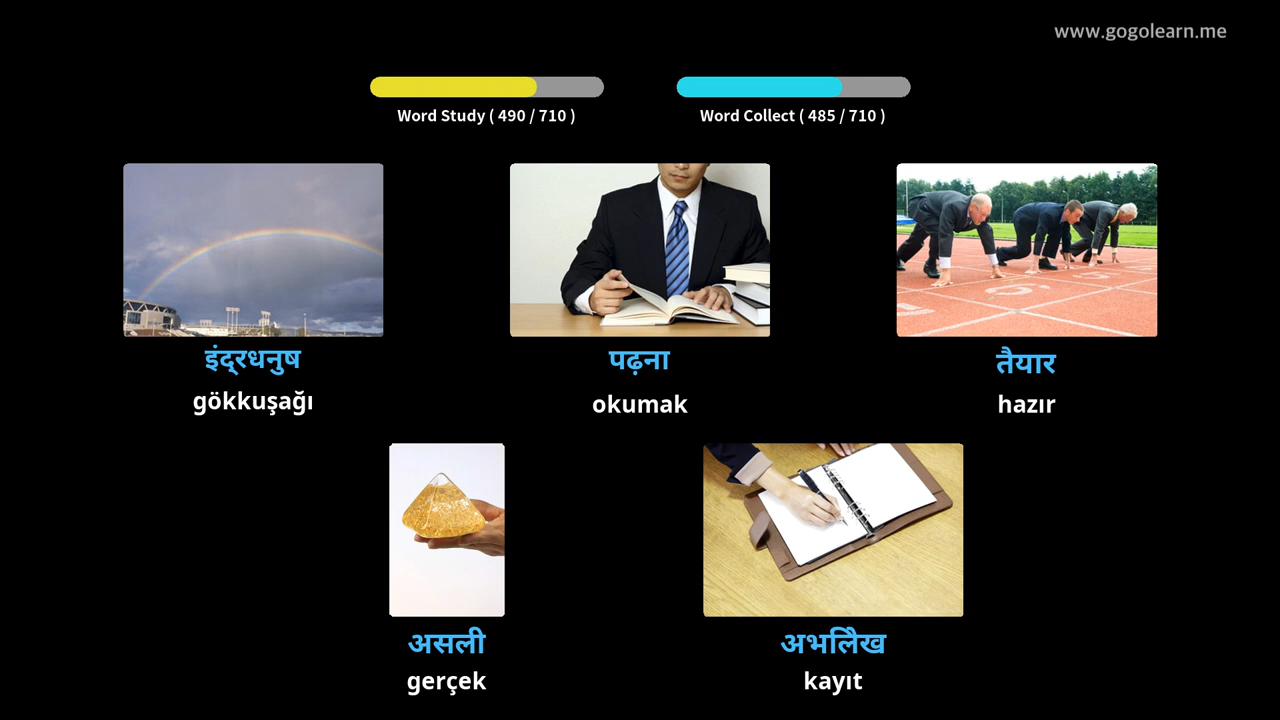 www.gogolearn.me
Word Study ( 490 / 710 )
Word Collect ( 485 / 710 )
इंद्रधनुष
पढ़ना
तैयार
gökkuşağı
okumak
hazır
असली
अभिलेख
gerçek
kayıt